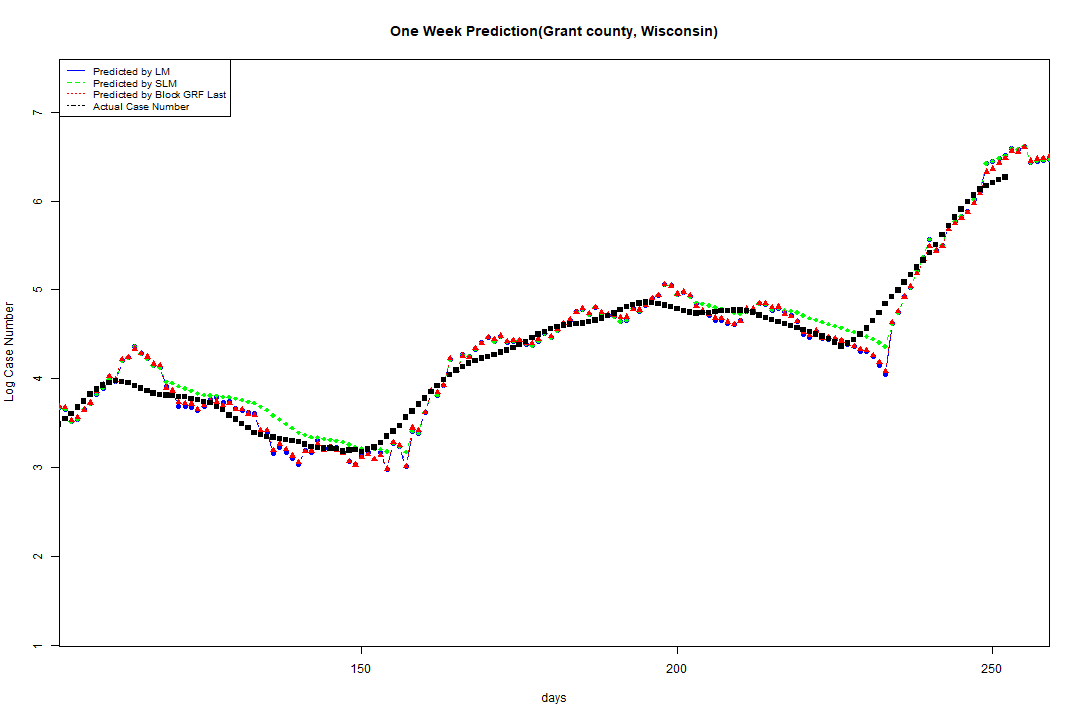 One Week Prediction(Grant county, Wisconsin)
Predicted by LM
Predicted by SLM
Predicted by Block GRF Last
Actual Case Number
7
6
5
4
3
2
1
Log Case Number
150
200
250
days